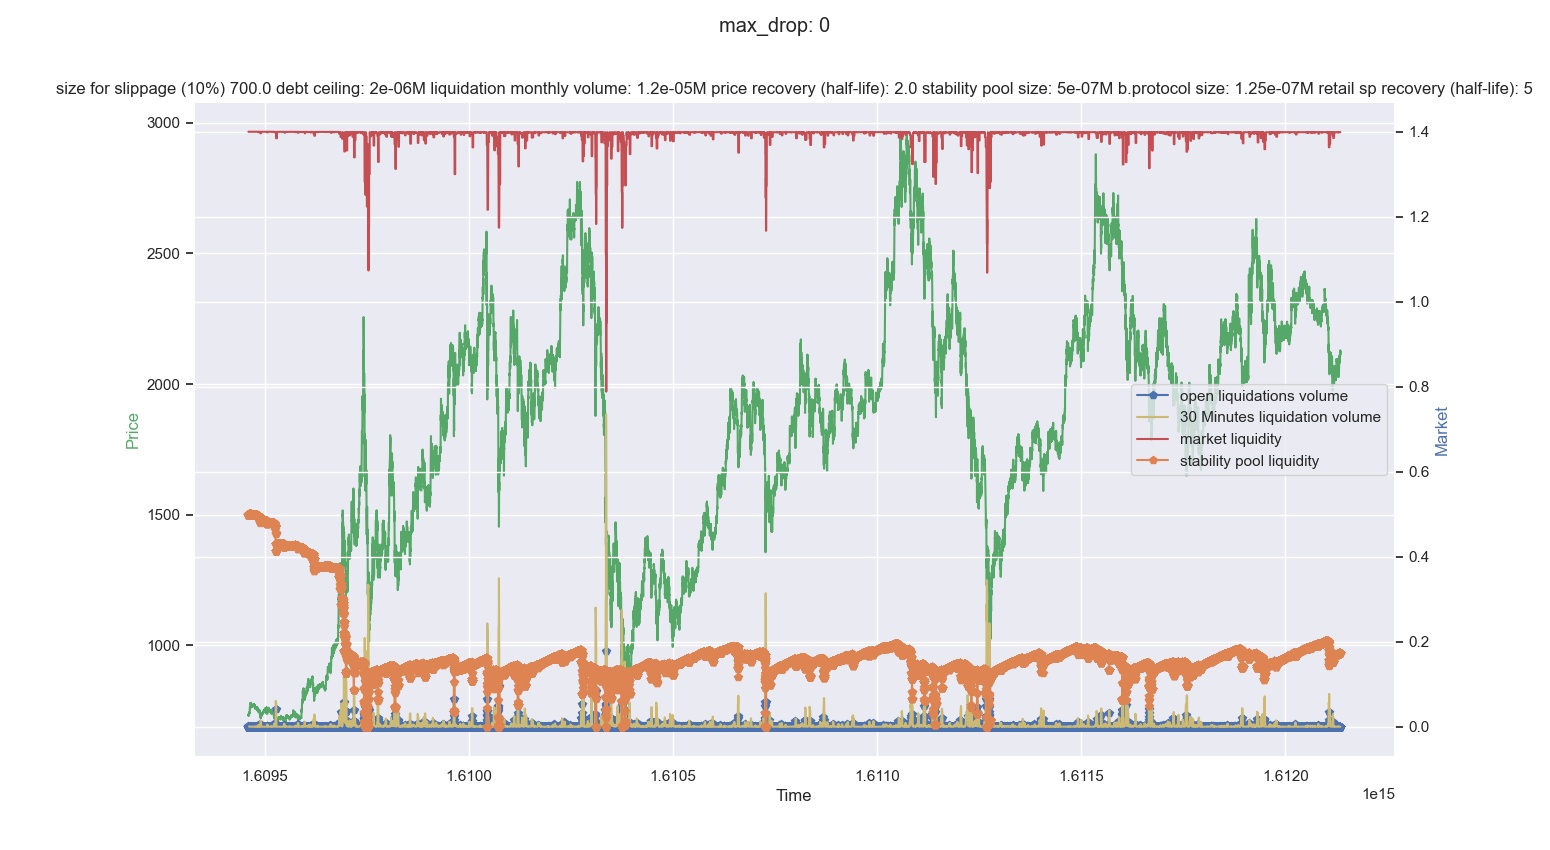 max_drop: 0
size for slippage (10%) 700.0 debt ceiling: 2e-06M liquidation monthly volume: 1.2e-05M price recovery (half-life): 2.0 stability pool size: 5e-07M b.protocol size: 1.25e-07M retail sp recovery (half-life): 5
3000
2500
2000
1500
1000
Price
1.4
1.2
1.0
0.8
0.6
0.4
0.2
0.0
Market
open liquidations volume
30 Minutes liquidation volume
market liquidity
stability pool liquidity
1.6095
1.6100
1.6105
1.6110
1.6115
1.6120
1e15
Time